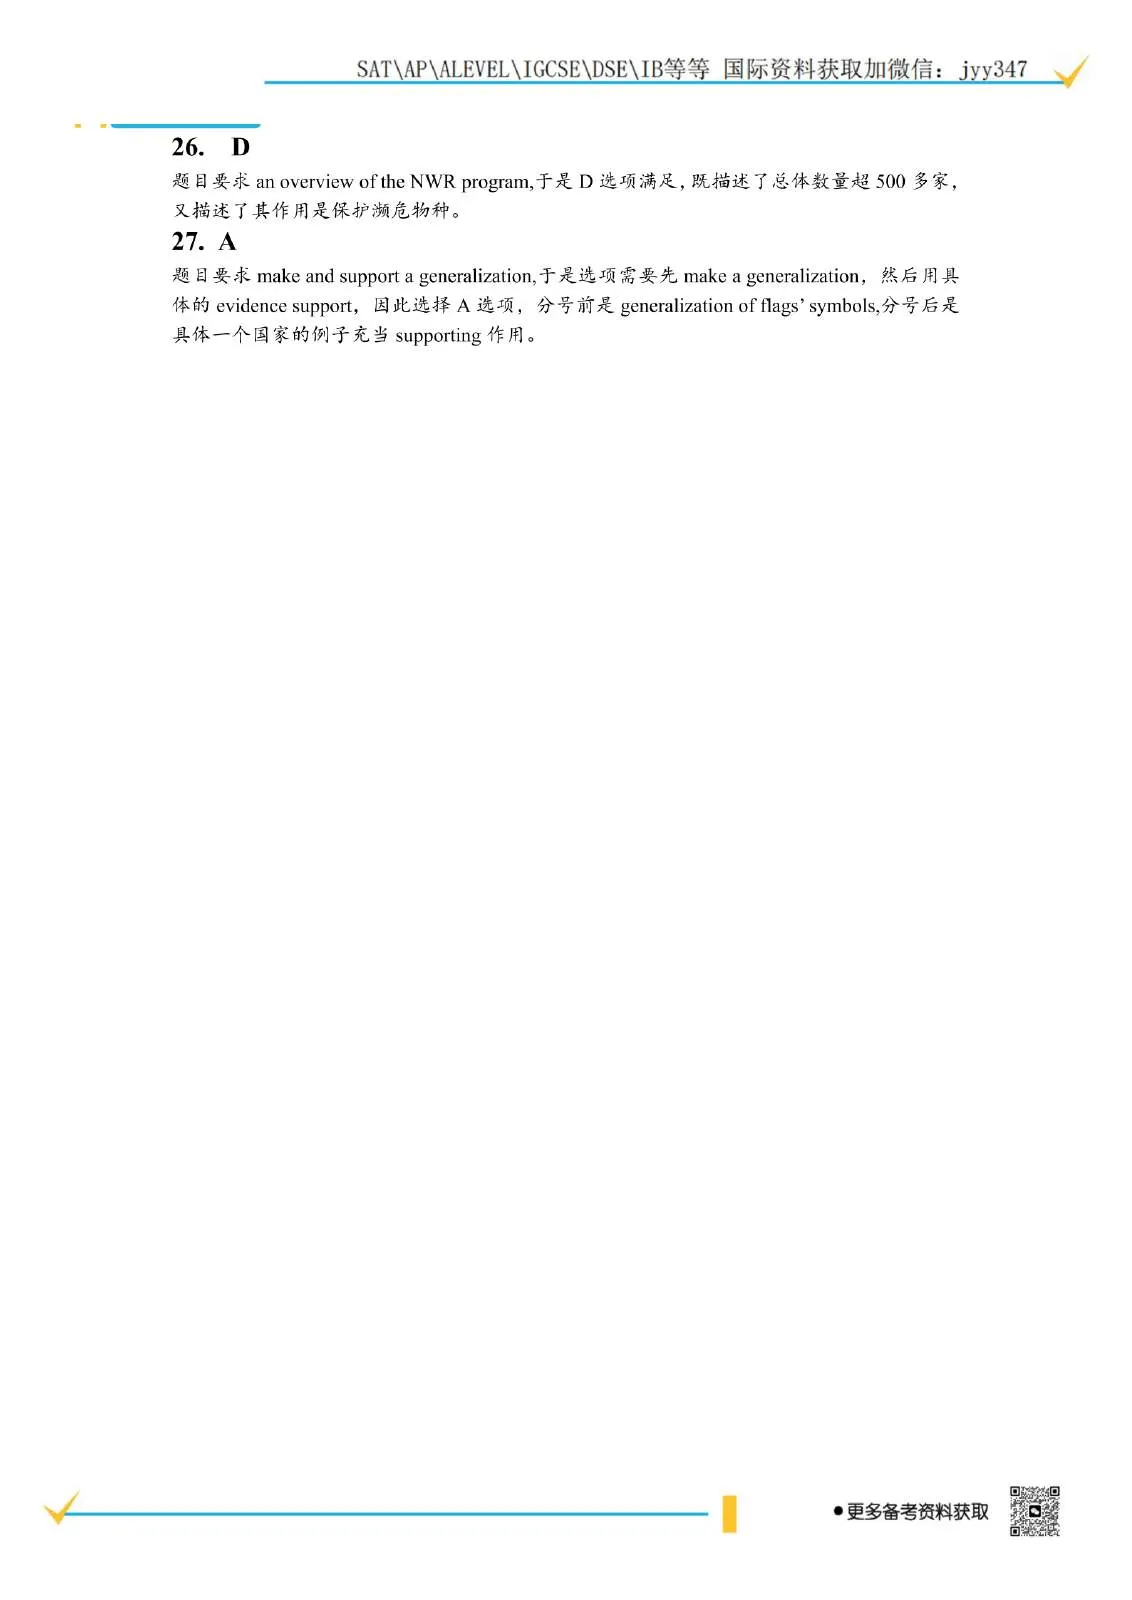 SAT\AP\ALEVEL\IGCSE\DSE\IB等等 国际资料获取加微信：jyy347
26. D
题目要求 an overview of the NWR program,于是 D 选项满足，既描述了总体数量超 500 多家，
又描述了其作用是保护濒危物种。
27. A
题目要求 make and support a generalization,于是选项需要先 make a generalization，然后用具
体的 evidence support，因此选择 A 选项，分号前是 generalization of flags’ symbols,分号后是
具体一个国家的例子充当 supporting 作用。
●更多备考资料获取